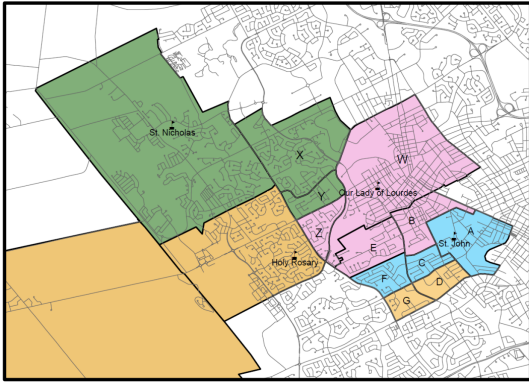 St. Nicholas
X
W
Y
Our Lady of Lourdes
Z
B
A
E
St. John
Holy Rosary
C
F
D
G